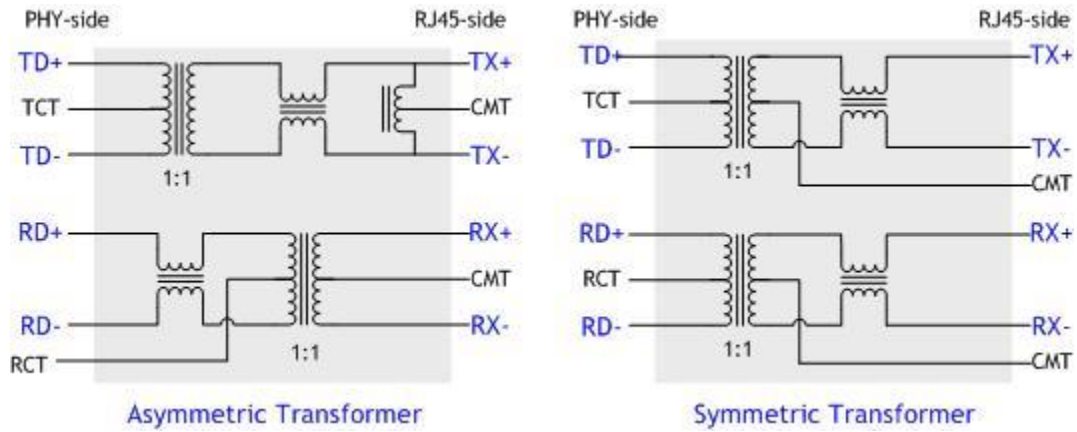 PHY-side RJ45-side
TD+ TX+
TCT CMT
TD- TX-
1:1
RD+ RX+
CMT
RD- RX-
1:1
RCT
Asymmetric Transformer
PHY-side RJ45-side
TD+ TX+
TCT
TD- TX-
1:1
CMT
RD+ RX+
RCT
RD- RX-
1:1
CMT
Symmetric Transformer